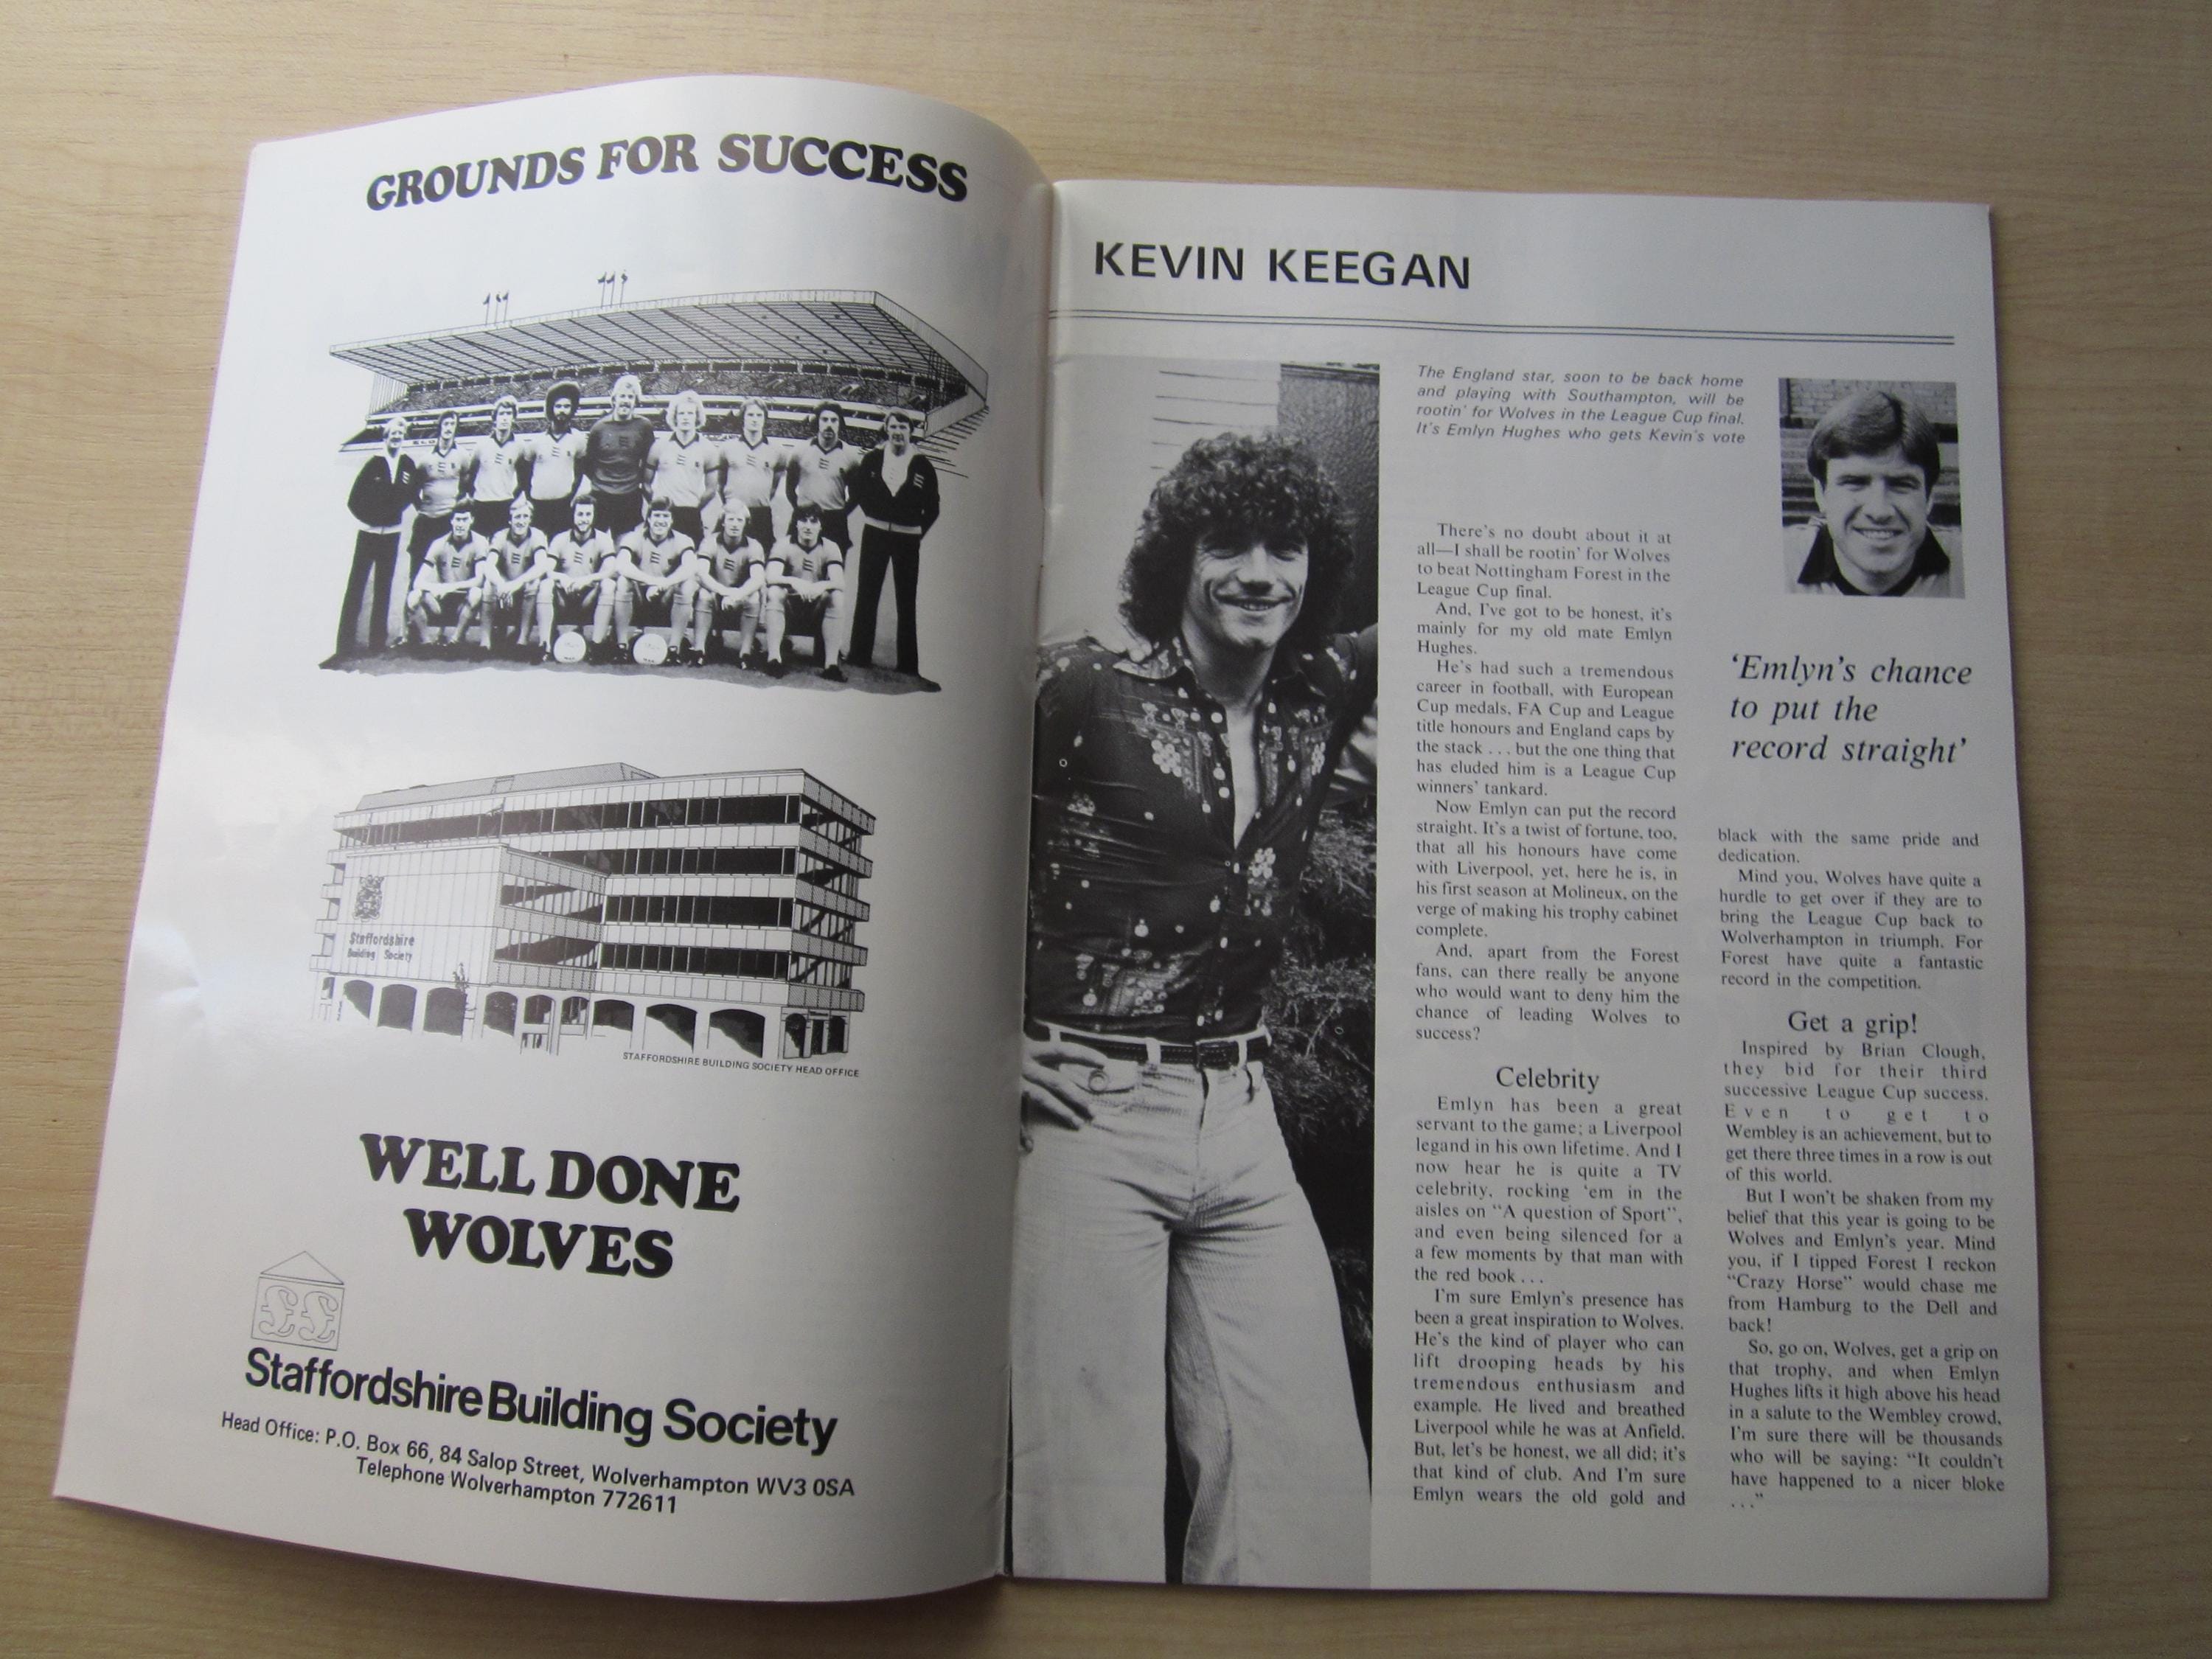 GROUNDS FOR SUCCESS
Staffordshire
Building Society
STAFFORDSHIRE BUILDING SOCIETY HEAD OFFICE
WELL DONE
WOLVES
££
Staffordshire Building Society
Head Office: P.O. Box 66, 84 Salop Street, Wolverhampton WV3 0SA
Telephone Wolverhampton 772611
KEVIN KEEGAN
The England star, soon to be back home
and playing with Southampton, will be
rootin' for Wolves in the League Cup final.
It's Emlyn Hughes who gets Kevin's vote
There's no doubt about it at
all—I shall be rootin' for Wolves
to beat Nottingham Forest in the
League Cup final.
And, I've got to be honest, it's
mainly for my old mate Emlyn
Hughes.
He's had such a tremendous
career in football, with European
Cup medals, FA Cup and League
title honours and England caps by
the stack . . . but the one thing that
has eluded him is a League Cup
winners' tankard.
Now Emlyn can put the record
straight. It's a twist of fortune, too,
that all his honours have come
with Liverpool, yet, here he is, in
his first season at Molineux, on the
verge of making his trophy cabinet
complete.
And, apart from the Forest
fans, can there really be anyone
who would want to deny him the
chance of leading Wolves to
success?
Celebrity
Emlyn has been a great
servant to the game; a Liverpool
legand in his own lifetime. And I
now hear he is quite a TV
celebrity, rocking 'em in the
aisles on "A question of Sport",
and even being silenced for a
a few moments by that man with
the red book . . .
I'm sure Emlyn's presence has
been a great inspiration to Wolves.
He's the kind of player who can
lift drooping heads by his
tremendous enthusiasm and
example. He lived and breathed
Liverpool while he was at Anfield.
But, let's be honest, we all did; it's
that kind of club. And I'm sure
Emlyn wears the old gold and
'Emlyn's chance
to put the
record straight'
black with the same pride and
dedication.
Mind you, Wolves have quite a
hurdle to get over if they are to
bring the League Cup back to
Wolverhampton in triumph. For
Forest have quite a fantastic
record in the competition.
Get a grip!
Inspired by Brian Clough,
they bid for their third
successive League Cup success.
Even to get to
Wembley is an achievement, but to
get there three times in a row is out
of this world.
But I won't be shaken from my
belief that this year is going to be
Wolves and Emlyn's year. Mind
you, if I tipped Forest I reckon
"Crazy Horse" would chase me
from Hamburg to the Dell and
back!
So, go on, Wolves, get a grip on
that trophy, and when Emlyn
Hughes lifts it high above his head
in a salute to the Wembley crowd,
I'm sure there will be thousands
who will be saying: "It couldn't
have happened to a nicer bloke
. . ."